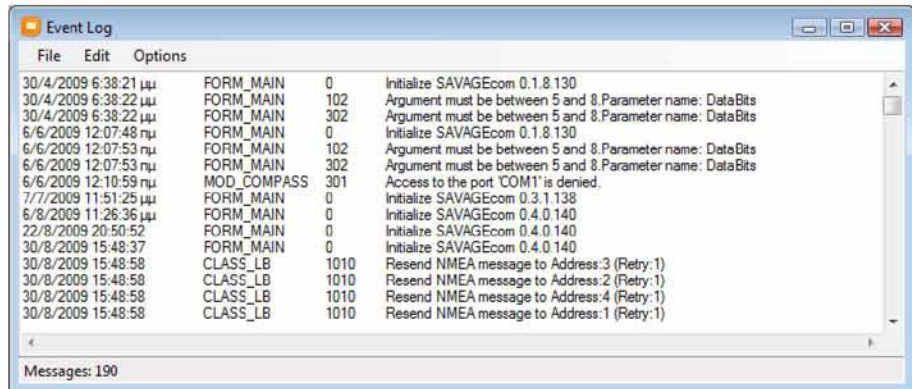 Event Log
File Edit Options
30/4/2009 6:38:21 μμ FORM_MAIN 0 Initialize SAVAGEcom 0.1.8.130
30/4/2009 6:38:22 μμ FORM_MAIN 102 Argument must be between 5 and 8.Parameter name: DataBits
30/4/2009 6:38:22 μμ FORM_MAIN 302 Argument must be between 5 and 8.Parameter name: DataBits
6/6/2009 12:07:48 πμ FORM_MAIN 0 Initialize SAVAGEcom 0.1.8.130
6/6/2009 12:07:53 πμ FORM_MAIN 102 Argument must be between 5 and 8.Parameter name: DataBits
6/6/2009 12:07:53 πμ FORM_MAIN 302 Argument must be between 5 and 8.Parameter name: DataBits
6/6/2009 12:10:59 πμ MOD_COMPASS 301 Access to the port 'COM1' is denied.
7/7/2009 11:51:25 μμ FORM_MAIN 0 Initialize SAVAGEcom 0.3.1.138
6/8/2009 11:26:36 μμ FORM_MAIN 0 Initialize SAVAGEcom 0.4.0.140
22/8/2009 20:50:52 FORM_MAIN 0 Initialize SAVAGEcom 0.4.0.140
30/8/2009 15:48:37 FORM_MAIN 0 Initialize SAVAGEcom 0.4.0.140
30/8/2009 15:48:58 CLASS_LB 1010 Resend NMEA message to Address:3 (Retry:1)
30/8/2009 15:48:58 CLASS_LB 1010 Resend NMEA message to Address:2 (Retry:1)
30/8/2009 15:48:58 CLASS_LB 1010 Resend NMEA message to Address:4 (Retry:1)
30/8/2009 15:48:58 CLASS_LB 1010 Resend NMEA message to Address:1 (Retry:1)
Messages: 190